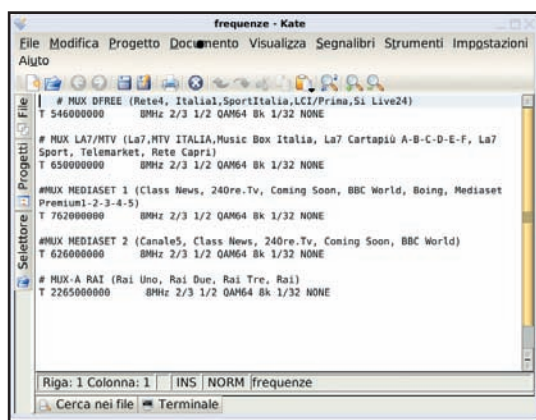 frequenze - Kate
File Modifica Progetto Documento Visualizza Segnalibri Strumenti Impostazioni
Aiuto
File
Progetti
Selettore
# MUX DFREE (Rete4, Italia1,SportItalia,LCI/Prima,Si Live24)
T 546000000 8MHz 2/3 1/2 QAM64 8k 1/32 NONE
# MUX LA7/MTV (La7,MTV ITALIA,Music Box Italia, La7 Cartapiù A-B-C-D-E-F, La7
Sport, Telemarket, Rete Capri)
T 650000000 8MHz 2/3 1/2 QAM64 8k 1/32 NONE
#MUX MEDIASET 1 (Class News, 24Ore.Tv, Coming Soon, BBC World, Boing, Mediaset
Premium1-2-3-4-5)
T 762000000 8MHz 2/3 1/2 QAM64 8k 1/32 NONE
#MUX MEDIASET 2 (Canale5, Class News, 24Ore.Tv, Coming Soon, BBC World)
T 626000000 8MHz 2/3 1/2 QAM64 8k 1/32 NONE
# MUX-A RAI (Rai Uno, Rai Due, Rai Tre, Rai)
T 2265000000 8MHz 2/3 1/2 QAM64 8k 1/32 NONE
Riga: 1 Colonna: 1 INS NORM frequenze
Cerca nei file Terminale